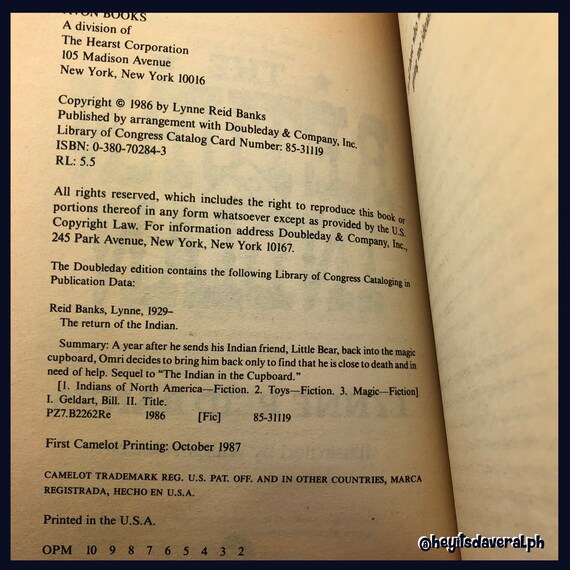 AVON BOOKS
A division of
The Hearst Corporation
105 Madison Avenue
New York, New York 10016
Copyright © 1986 by Lynne Reid Banks
Published by arrangement with Doubleday & Company, Inc.
Library of Congress Catalog Card Number: 85-31119
ISBN: 0-380-70284-3
RL: 5.5
All rights reserved, which includes the right to reproduce this book or
portions thereof in any form whatsoever except as provided by the U.S.
Copyright Law. For information address Doubleday & Company, Inc.,
245 Park Avenue, New York, New York 10167.
The Doubleday edition contains the following Library of Congress Cataloging in
Publication Data:
Reid Banks, Lynne, 1929–
The return of the Indian.
Summary: A year after he sends his Indian friend, Little Bear, back into the magic
cupboard, Omri decides to bring him back only to find that he is close to death and in
need of help. Sequel to "The Indian in the Cupboard."
[1. Indians of North America—Fiction. 2. Toys—Fiction. 3. Magic—Fiction]
I. Geldart, Bill. II. Title.
PZ7.B2262Re 1986 [Fic] 85-31119
First Camelot Printing: October 1987
CAMELOT TRADEMARK REG. U.S. PAT. OFF. AND IN OTHER COUNTRIES, MARCA
REGISTRADA, HECHO EN U.S.A.
Printed in the U.S.A.
OPM 10 9 8 7 6 5 4 3 2
@heyitsdaveralph